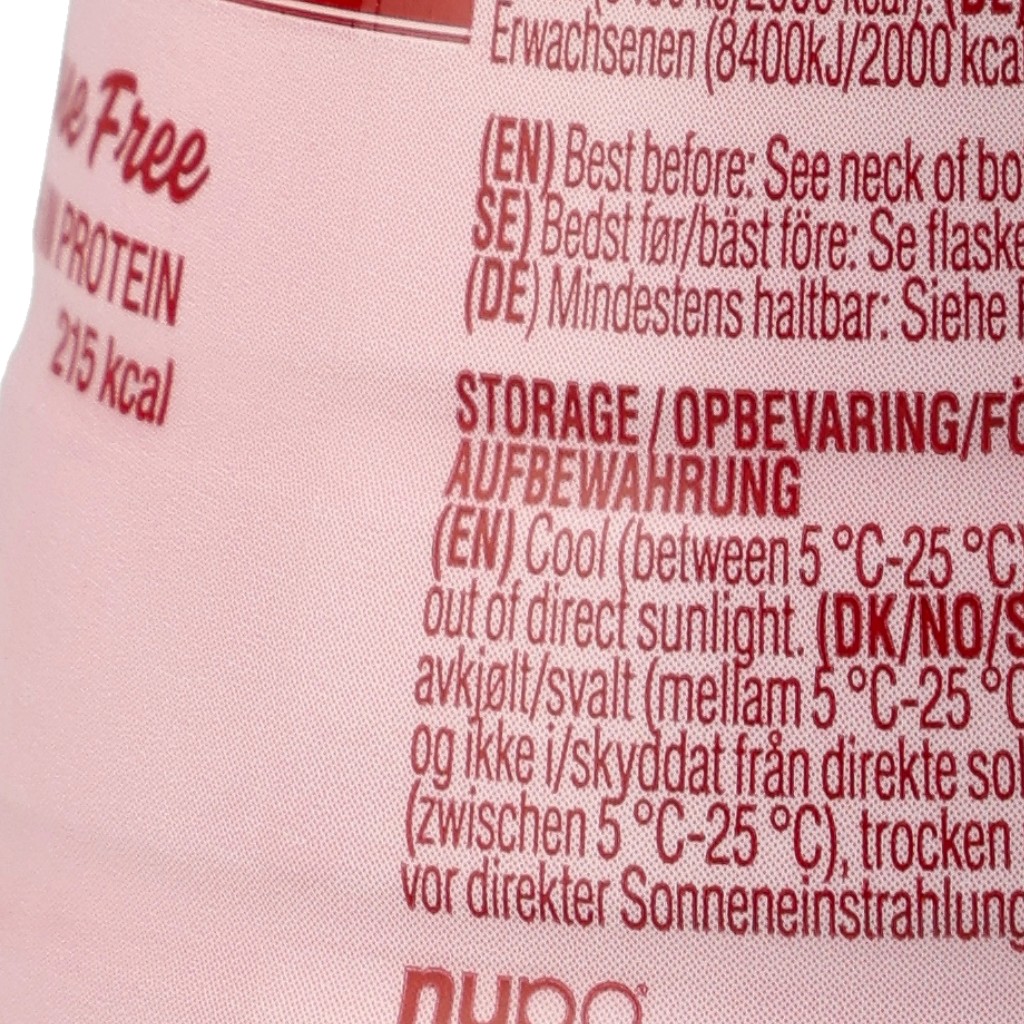 Erwachsenen (8400kJ/2000 kca
(EN) Best before: See neck of bo
SE) Bedst før/bäst före: Se flaske
(DE) Mindestens haltbar: Siehe
STORAGE / OPBEVARING/FÖ
AUFBEWAHRUNG
(EN) Cool (between 5 °C-25 °C)
out of direct sunlight. (DK/NO/S
avkjølt/svalt (mellam 5 °C-25 °C
og ikke i/skyddat från direkte sol
(zwischen 5 °C-25 °C), trocken
vor direkter Sonneneinstrahlung
nupo®
Free
PROTEIN
215 kcal